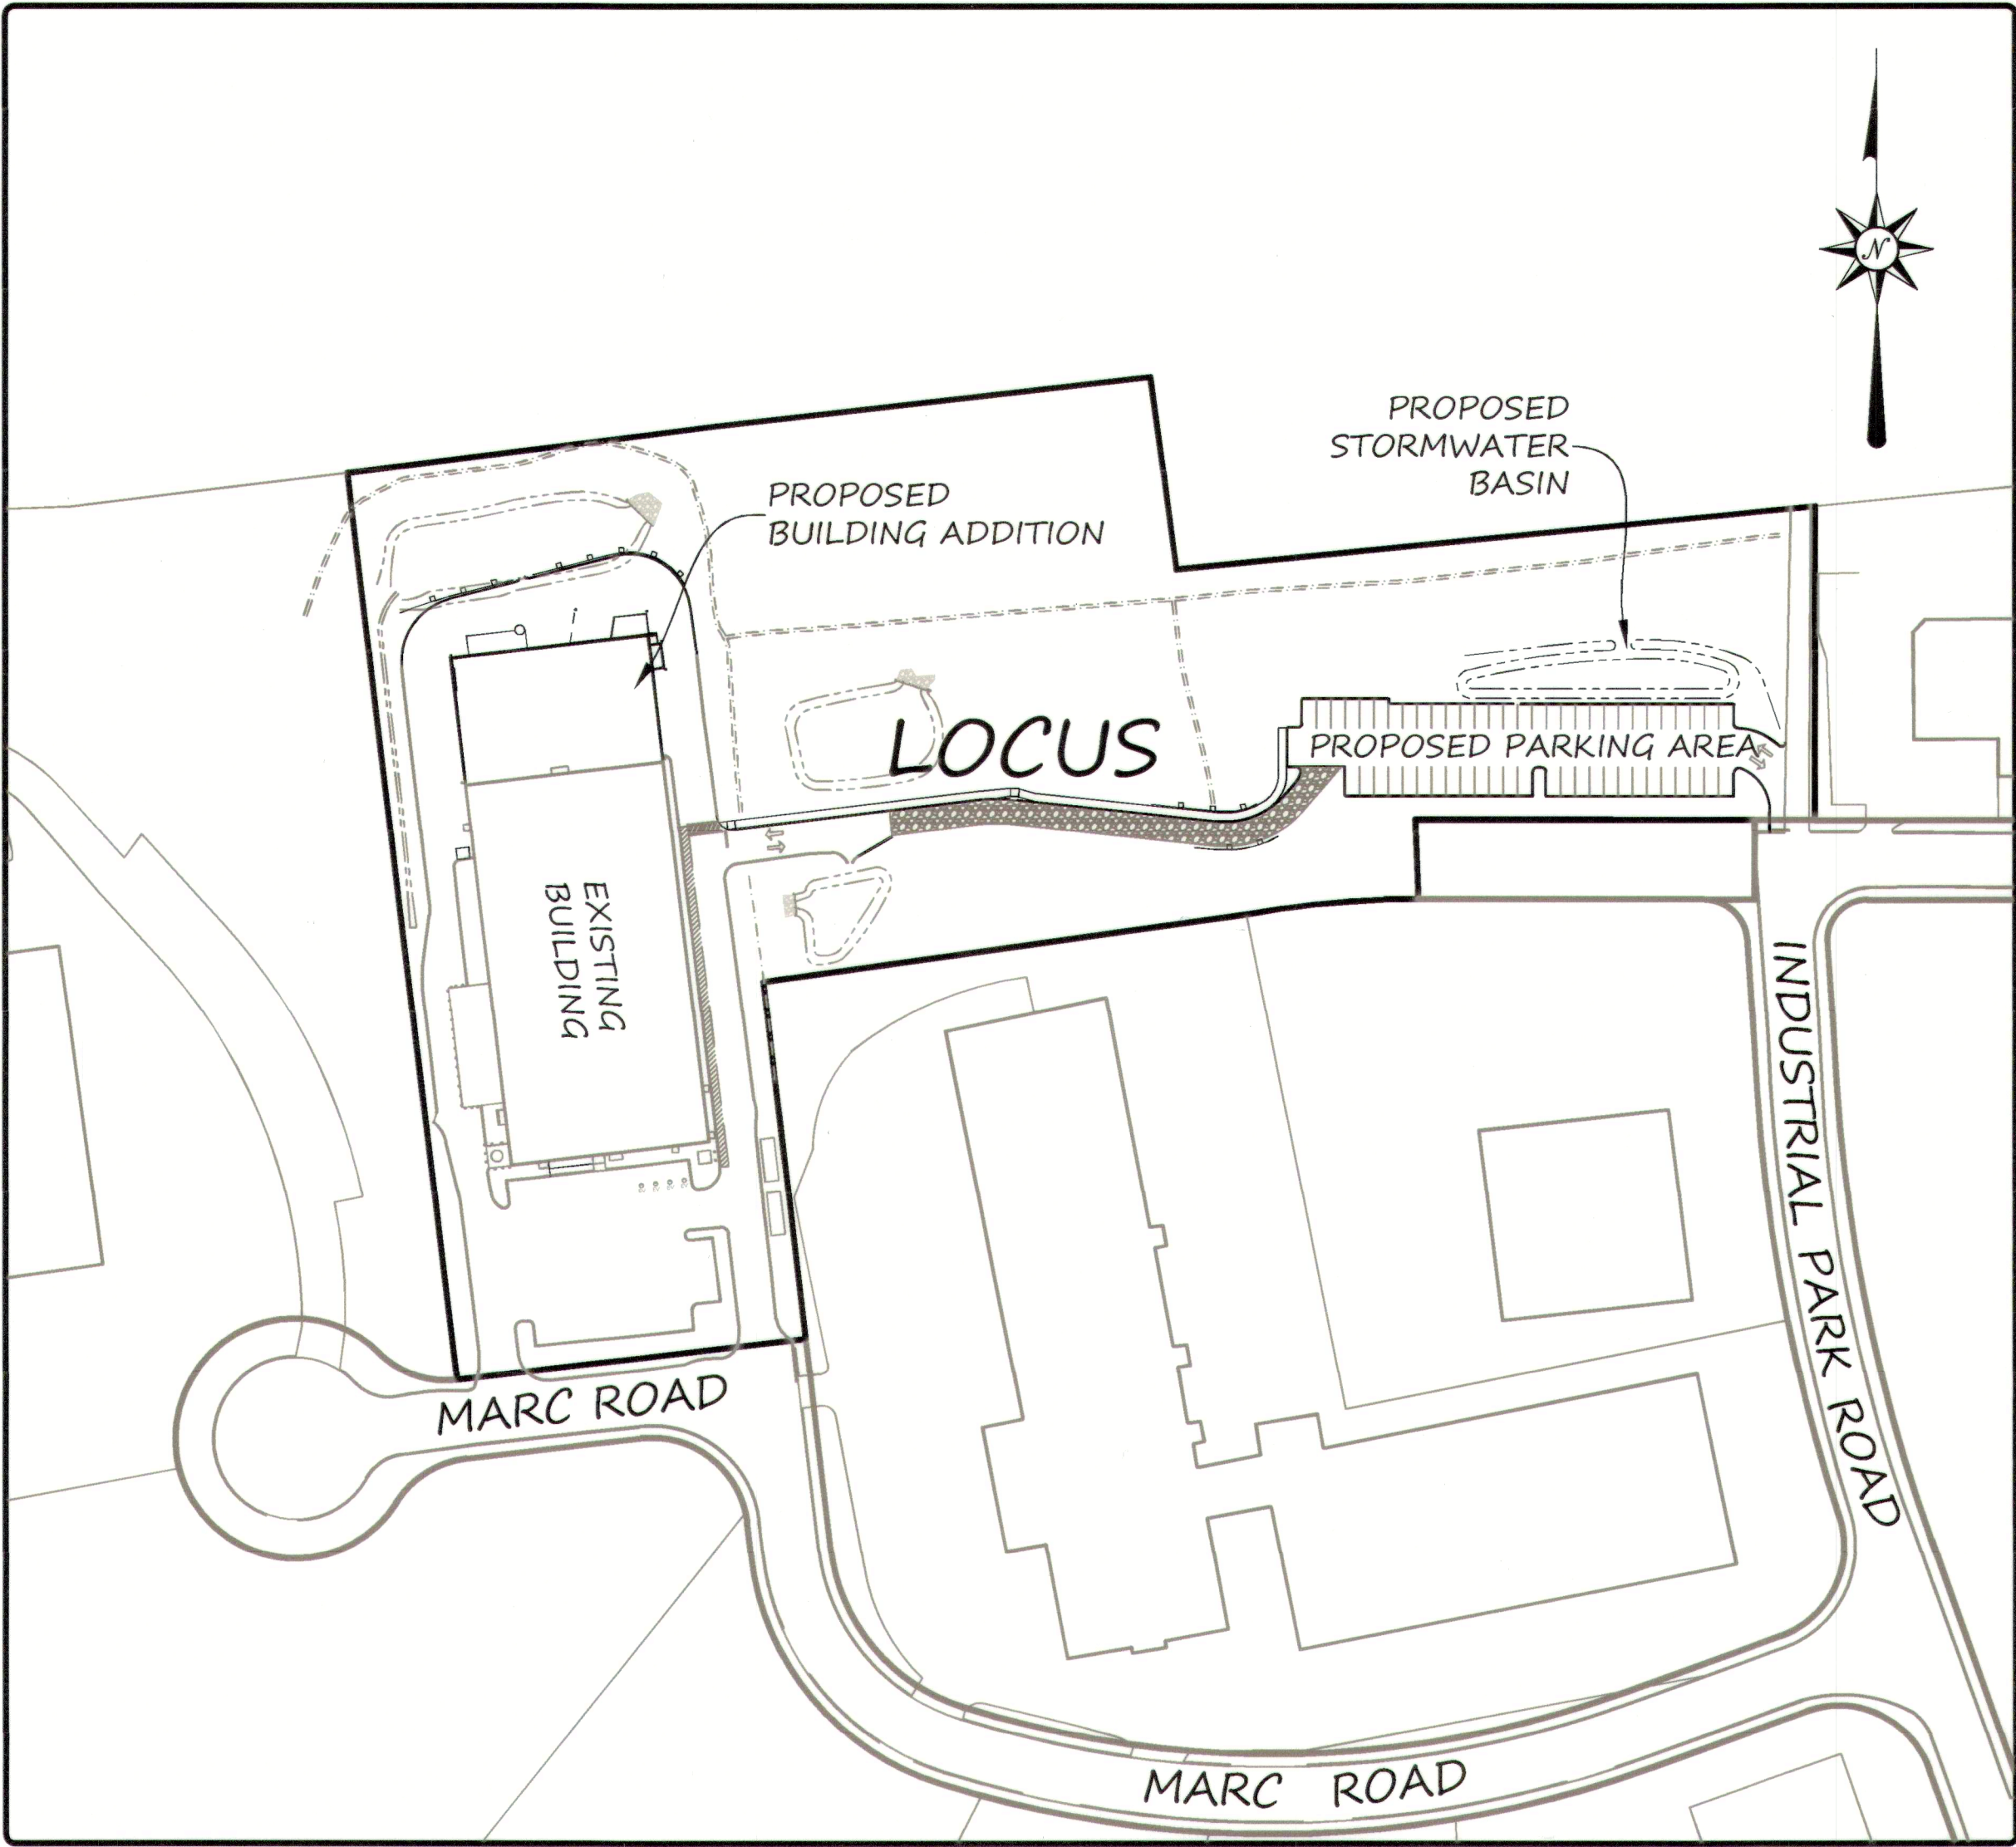 N
PROPOSED
STORMWATER
BASIN
PROPOSED
BUILDING ADDITION
LOCUS
PROPOSED PARKING AREA
EXISTING
BUILDING
INDUSTRIAL PARK ROAD
MARC ROAD
MARC ROAD